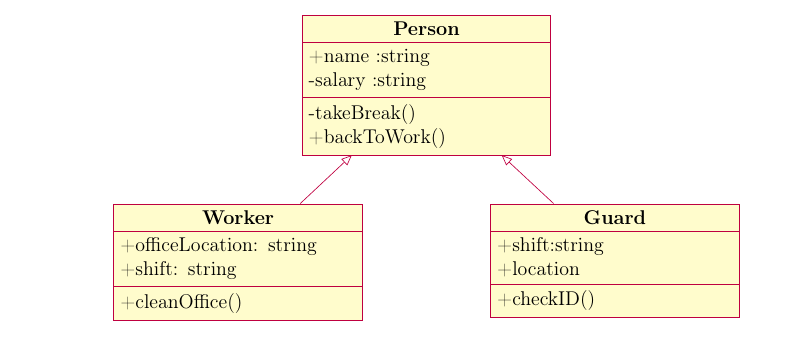 Person
+name :string
-salary :string
-takeBreak()
+backToWork()
Worker
+officeLocation: string
+shift: string
+cleanOffice()
Guard
+shift:string
+location
+checkID()